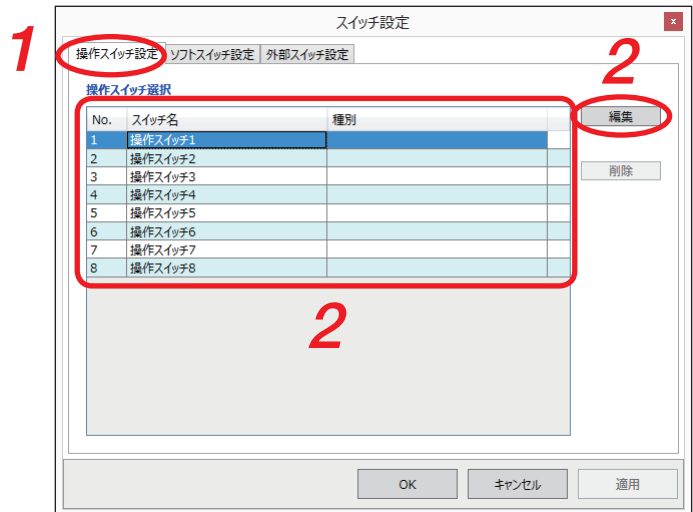 スイッチ設定
x
1
操作スイッチ設定 ソフトスイッチ設定 外部スイッチ設定
2
操作スイッチ選択
No. スイッチ名 種別
編集
1 操作スイッチ1
2 操作スイッチ2
削除
3 操作スイッチ3
4 操作スイッチ4
5 操作スイッチ5
6 操作スイッチ6
7 操作スイッチ7
8 操作スイッチ8
2
OK キャンセル 適用